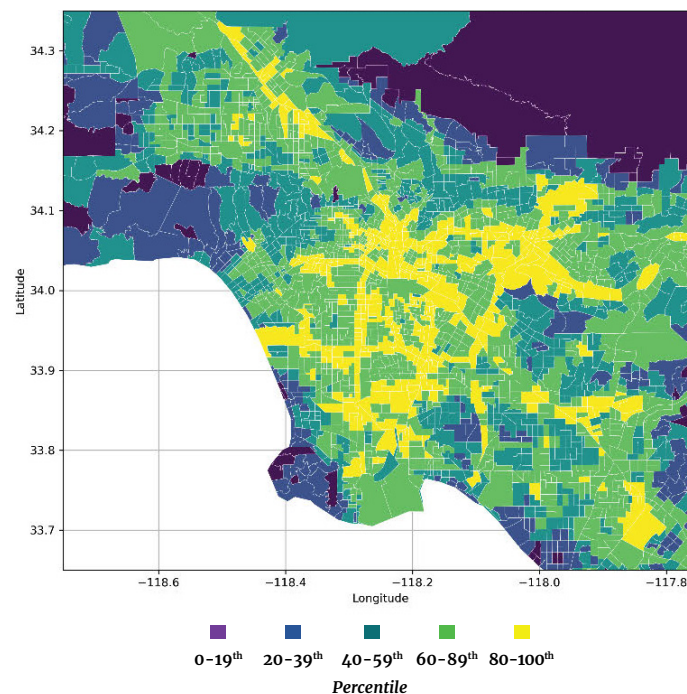 34.3
34.2
34.1
34.0
33.9
33.8
33.7
Latitude
−118.6 −118.4 −118.2 −118.0 −117.8
Longitude
0-19th 20-39th 40-59th 60-89th 80-100th
Percentile